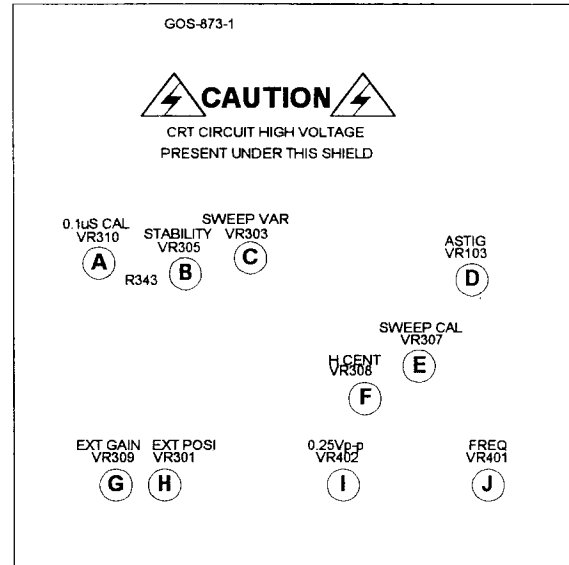 GOS-873-1
CAUTION
CRT CIRCUIT HIGH VOLTAGE
PRESENT UNDER THIS SHIELD
0.1uS CAL
VR310
A
R343
STABILITY
VR305
B
SWEEP VAR
VR303
C
ASTIG
VR103
D
SWEEP CAL
VR307
E
H.CENT
VR308
F
EXT GAIN
VR309
G
EXT POSI
VR301
H
0.25Vp-p
VR402
I
FREQ
VR401
J